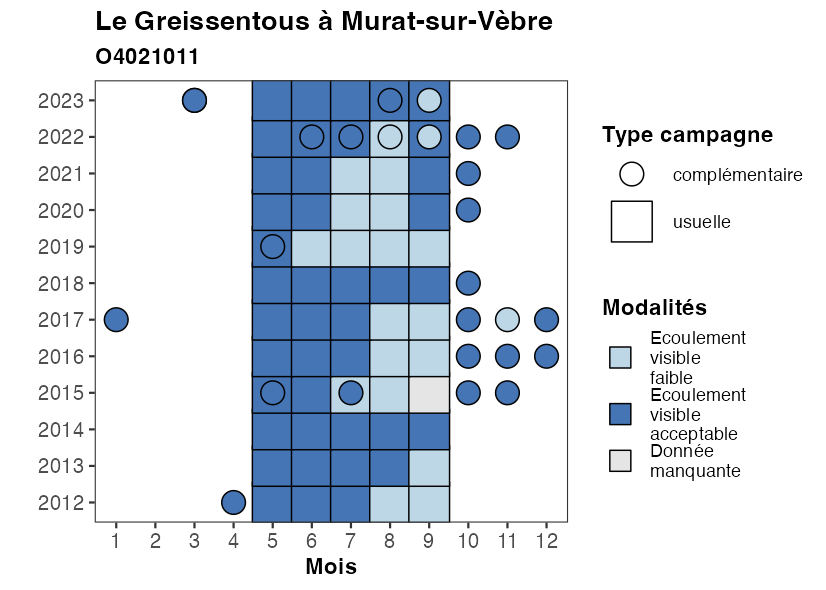 Le Greissentous à Murat-sur-Vèbre
O4021011
2023
2022
2021
2020
2019
2018
2017
2016
2015
2014
2013
2012
1 2 3 4 5 6 7 8 9 10 11 12
Mois
Type campagne
complémentaire
usuelle
Modalités
Ecoulement
visible
faible
Ecoulement
visible
acceptable
Donnée
manquante